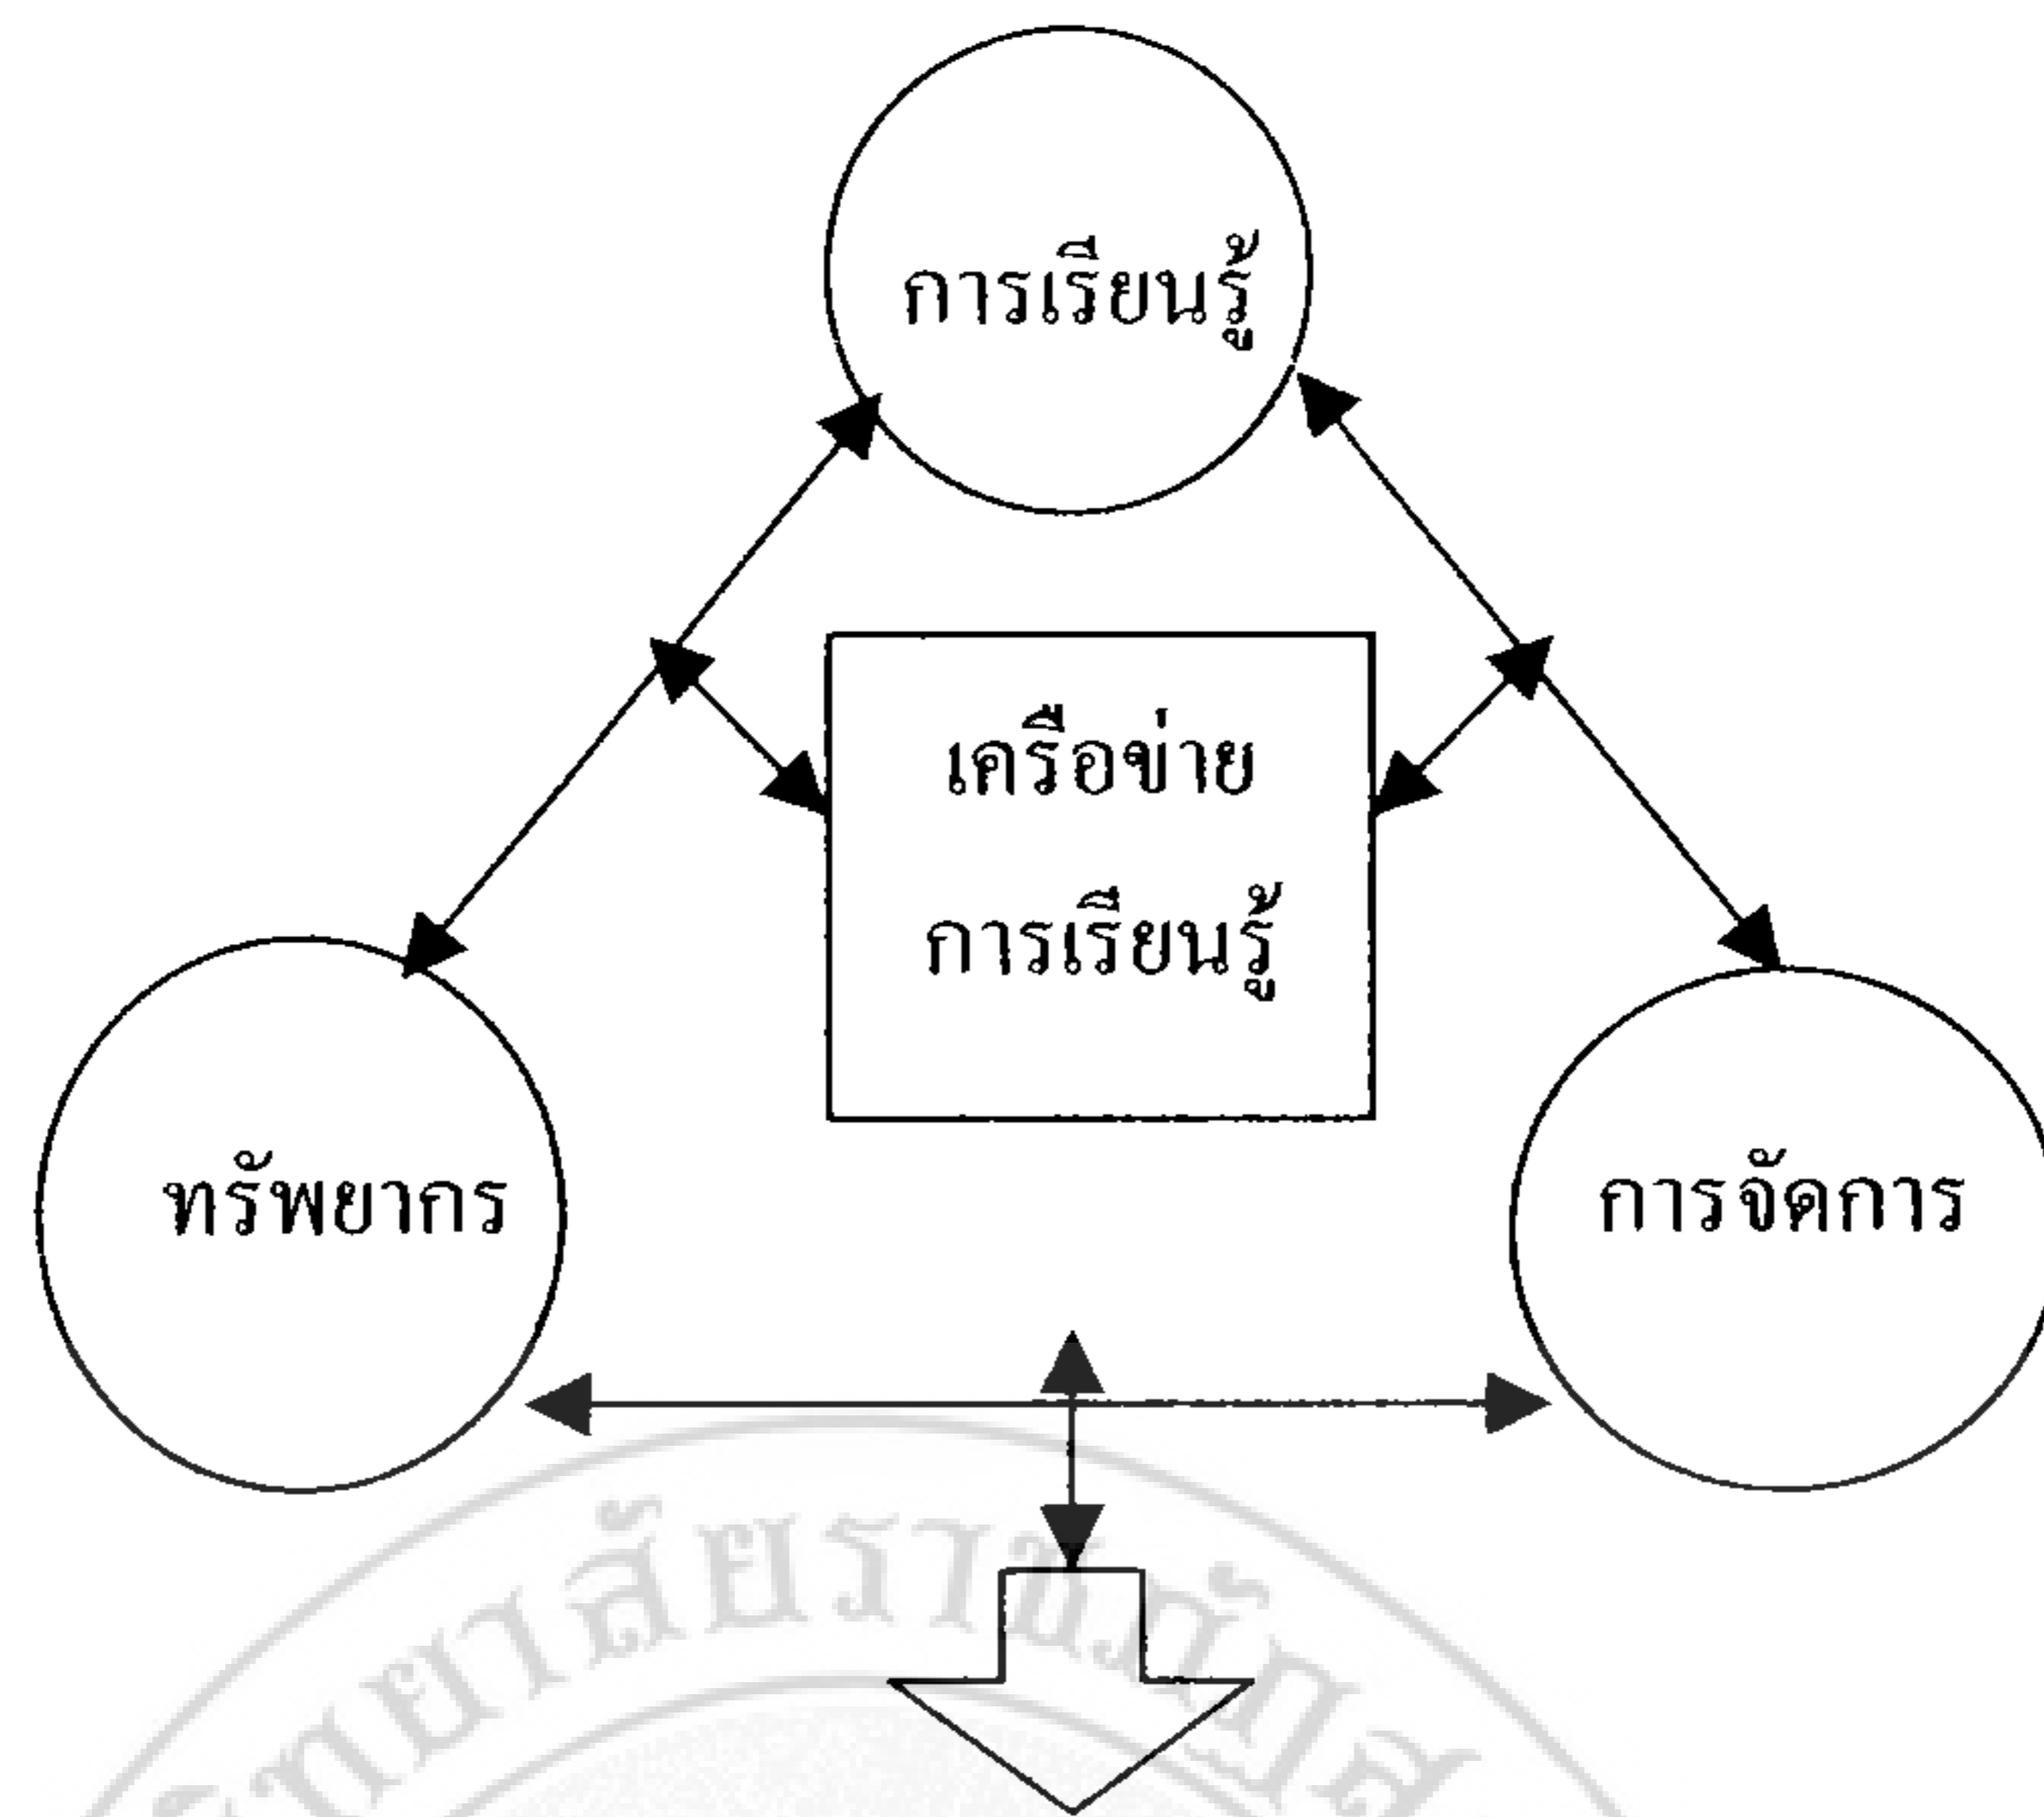 การเรียนรู้
เครือข่าย
การเรียนรู้
ทรัพยากร
การจัดการ